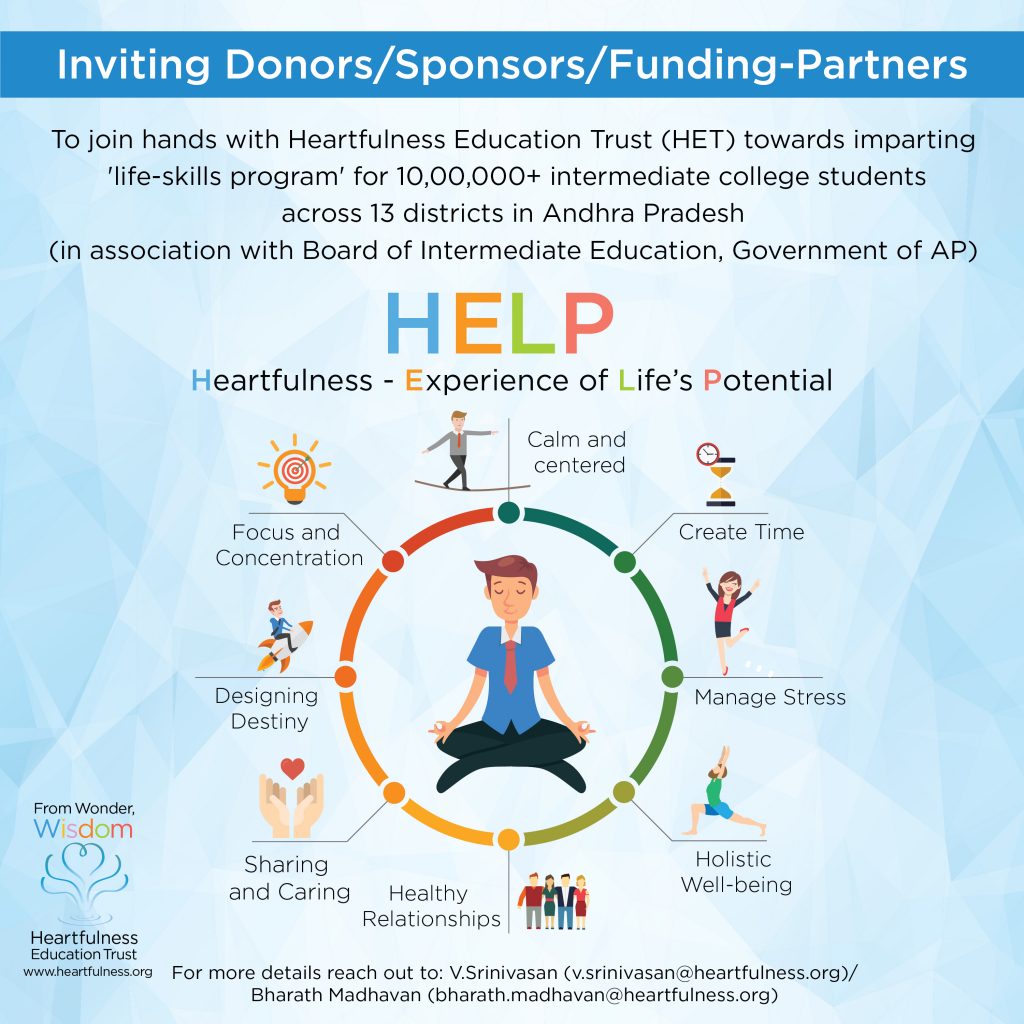 Inviting Donors/Sponsors/Funding-Partners
To join hands with Heartfulness Education Trust (HET) towards imparting
'life-skills program' for 10,00,000+ intermediate college students
across 13 districts in Andhra Pradesh
(in association with Board of Intermediate Education, Government of AP)
HELP
Heartfulness - Experience of Life's Potential
Calm and
centered
Create Time
Manage Stress
Holistic
Well-being
Healthy
Relationships
Sharing
and Caring
Designing
Destiny
Focus and
Concentration
From Wonder,
Wisdom
Heartfulness
Education Trust
www.heartfulness.org
For more details reach out to: V.Srinivasan (v.srinivasan@heartfulness.org)/
Bharath Madhavan (bharath.madhavan@heartfulness.org)